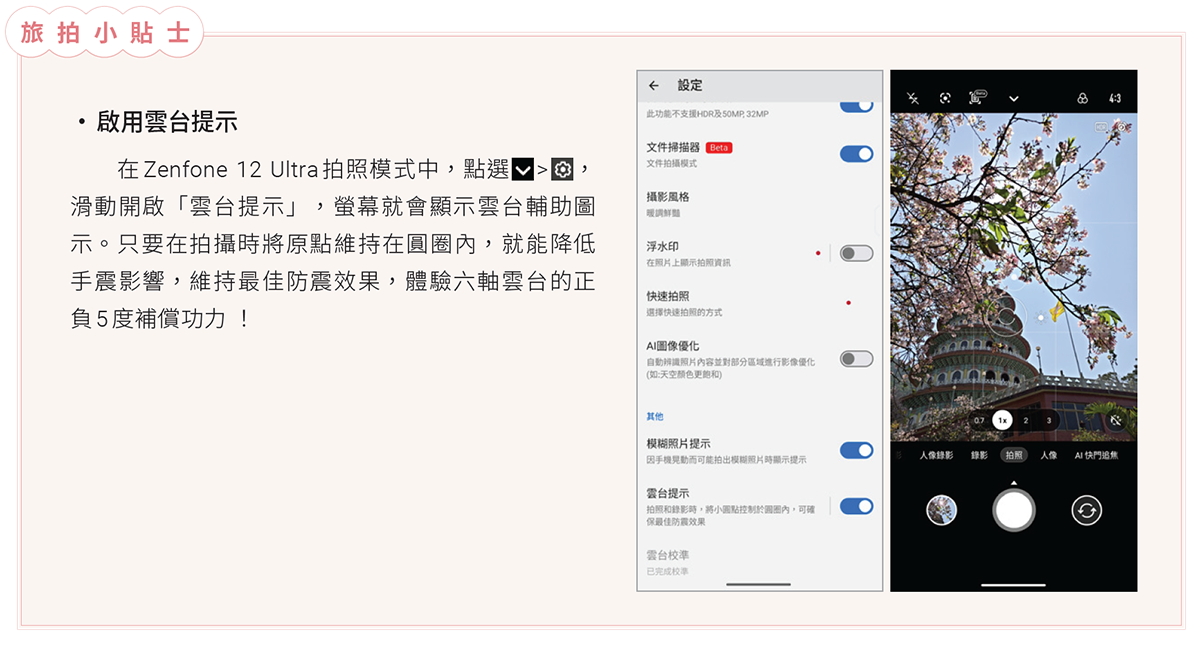 旅拍小貼士
・啟用雲台提示
在Zenfone 12 Ultra拍照模式中，點選 > ，
滑動開啟「雲台提示」，螢幕就會顯示雲台輔助圖
示。只要在拍攝時將原點維持在圓圈內，就能降低
手震影響，維持最佳防震效果，體驗六軸雲台的正
負5度補償功力 ！
設定
此功能不支援HDR及50MP, 32MP
文件掃描器 Beta
文件拍攝模式
攝影風格
暖調鮮豔
浮水印
在照片上顯示拍照資訊
快速拍照
選擇快速拍照的方式
AI圖像優化
自動辨識照片內容並對部分區域進行影像優化
(如:天空顏色更飽和)
其他
模糊照片提示
因手機晃動而可能拍出模糊照片時顯示提示
雲台提示
拍照和錄影時，將小圓點控制於圓圈內，可確
保最佳防震效果
雲台校準
已完成校準
Beta
4:3
0.7 1x 2 3
人像錄影 錄影 拍照 人像 AI 快門追焦